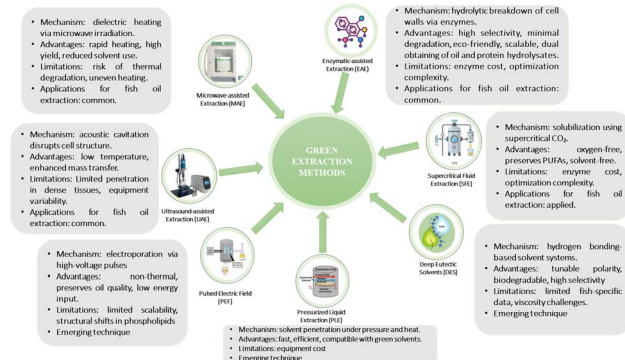 • Mechanism: dielectric heating
via microwave irradiation.
• Advantages: rapid heating, high
yield, reduced solvent use.
• Limitations: risk of thermal
degradation, uneven heating.
• Applications for fish oil
extraction: common.
Microwave-assisted
Extraction (MAE)
Enzymatic-assisted
Extraction (EAE)
• Mechanism: hydrolytic breakdown of cell
walls via enzymes.
• Advantages: high selectivity, minimal
degradation, eco-friendly, scalable, dual
obtaining of oil and protein hydrolysates.
• Limitations: enzyme cost, optimization
complexity.
• Applications for fish oil extraction:
common.
• Mechanism: acoustic cavitation
disrupts cell structure.
• Advantages: low temperature,
enhanced mass transfer.
• Limitations: Limited penetration
in dense tissues, equipment
variability.
• Applications for fish oil
extraction: common.
Ultrasound-assisted
Extraction (UAE)
GREEN
EXTRACTION
METHODS
Supercritical Fluid
Extraction (SFE)
• Mechanism: solubilization using
supercritical CO₂.
• Advantages: oxygen-free,
preserves PUFAs, solvent-free.
• Limitations: enzyme cost,
optimization complexity.
• Applications for fish oil
extraction: applied.
• Mechanism: electroporation via
high-voltage pulses
• Advantages: non-thermal,
preserves oil quality, low energy
input.
• Limitations: limited scalability,
structural shifts in phospholipids
• Emerging technique
Pulsed Electric Field
(PEF)
Pressurized Liquid
Extraction (PLE)
Deep Eutectic
Solvents (DES)
• Mechanism: hydrogen bonding-
based solvent systems.
• Advantages: tunable polarity,
biodegradable, high selectivity
• Limitations: limited fish-specific
data, viscosity challenges.
• Emerging technique
• Mechanism: solvent penetration under pressure and heat.
• Advantages: fast, efficient, compatible with green solvents.
• Limitations: equipment cost
• Emerging technique